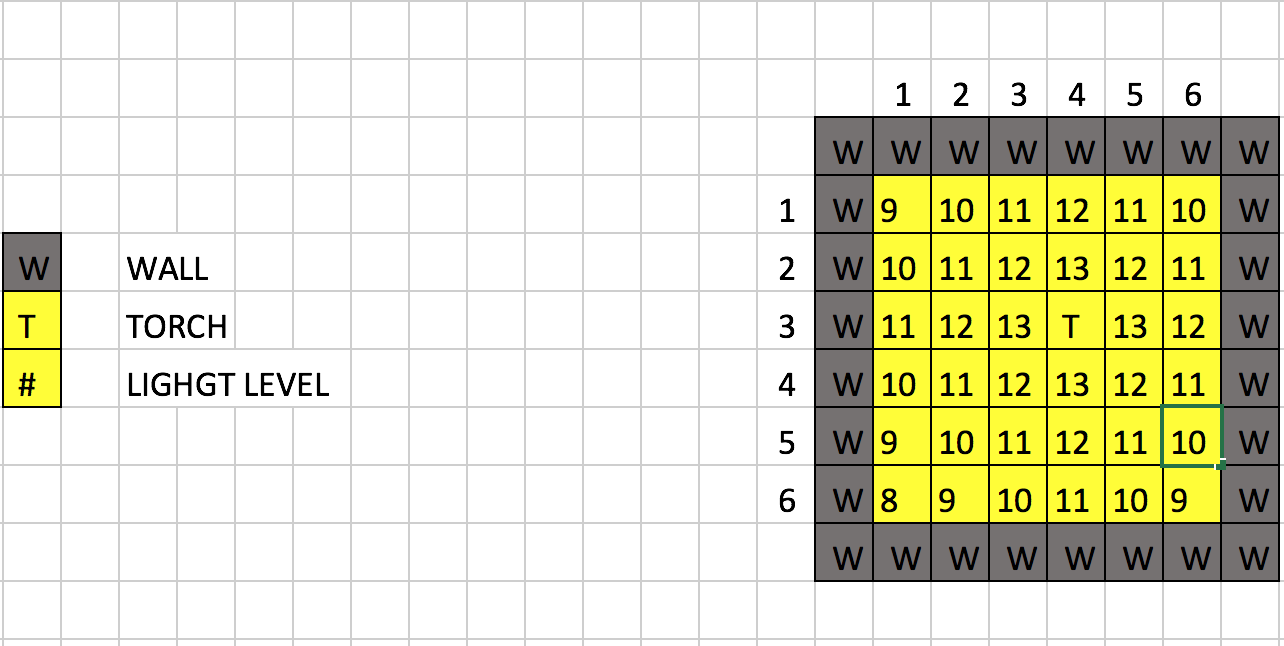 1 2 3 4 5 6
W W W W W W W W
1 W 9 10 11 12 11 10 W
W WALL 2 W 10 11 12 13 12 11 W
T TORCH 3 W 11 12 13 T 13 12 W
# LIGHGT LEVEL 4 W 10 11 12 13 12 11 W
5 W 9 10 11 12 11 10 W
6 W 8 9 10 11 10 9 W
W W W W W W W W